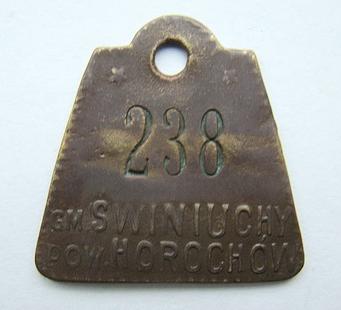 238
GM. SWINIUCHY
POW. HOROCHÓW